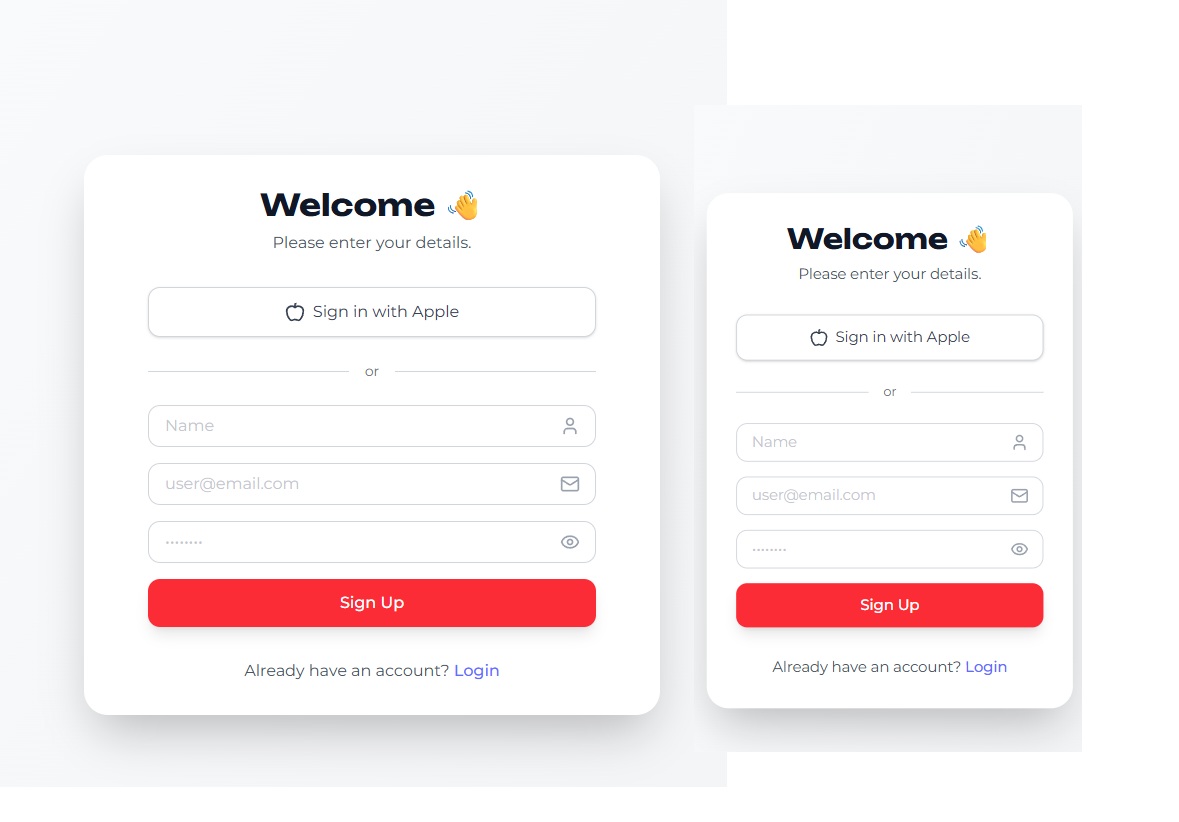 Welcome 👋
Please enter your details.
Sign in with Apple
or
Name
user@email.com
••••••••
Sign Up
Already have an account? Login
Welcome 👋
Please enter your details.
Sign in with Apple
or
Name
user@email.com
••••••••
Sign Up
Already have an account? Login